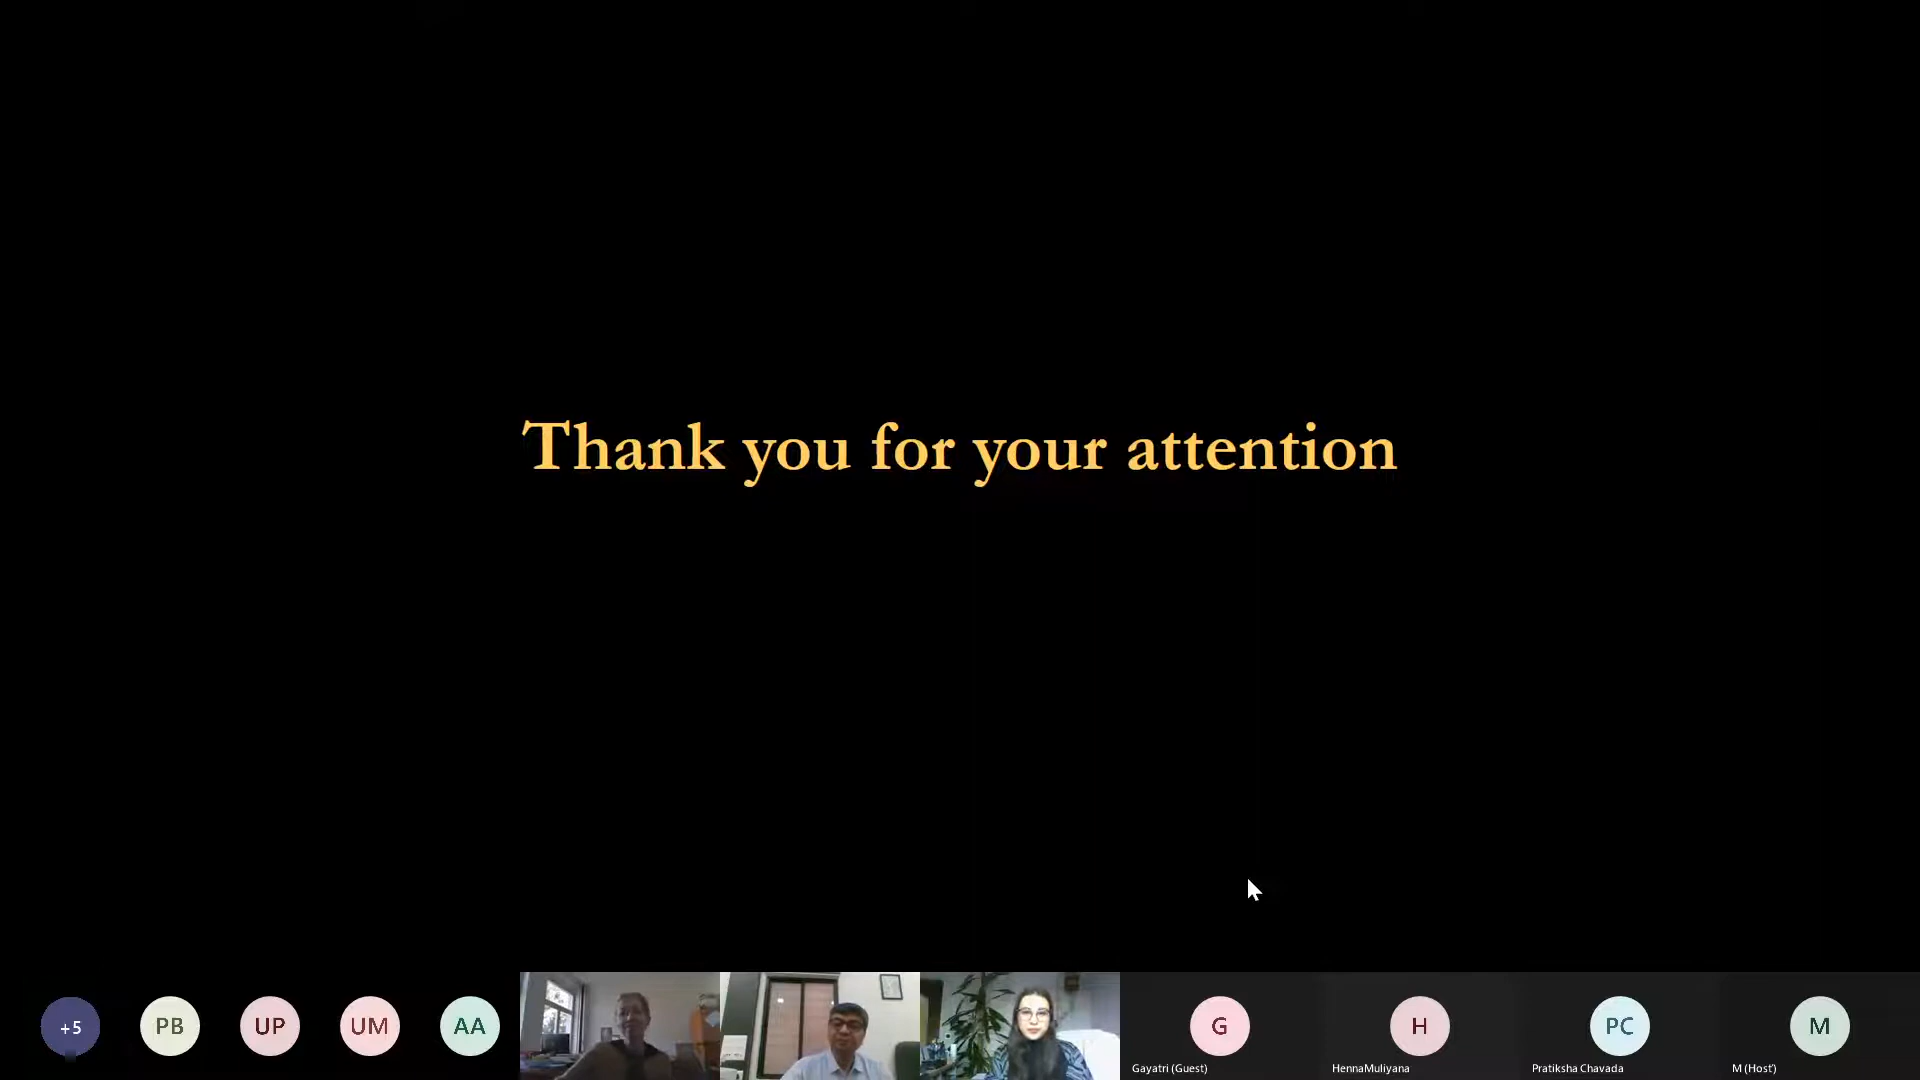 Thank you for your attention
+5
PB
UP
UM
AA
G
H
PC
M
Gayatri (Guest)
HennaMuliyana
Pratiksha Chavada
M (Host')